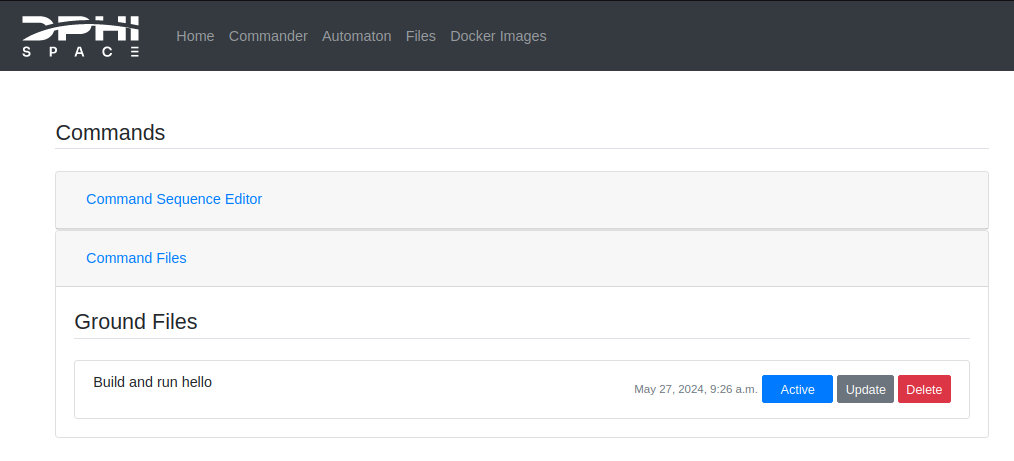 DPHI
SPACE
Home Commander Automaton Files Docker Images
Commands
Command Sequence Editor
Command Files
Ground Files
Build and run hello
May 27, 2024, 9:26 a.m. Active Update Delete